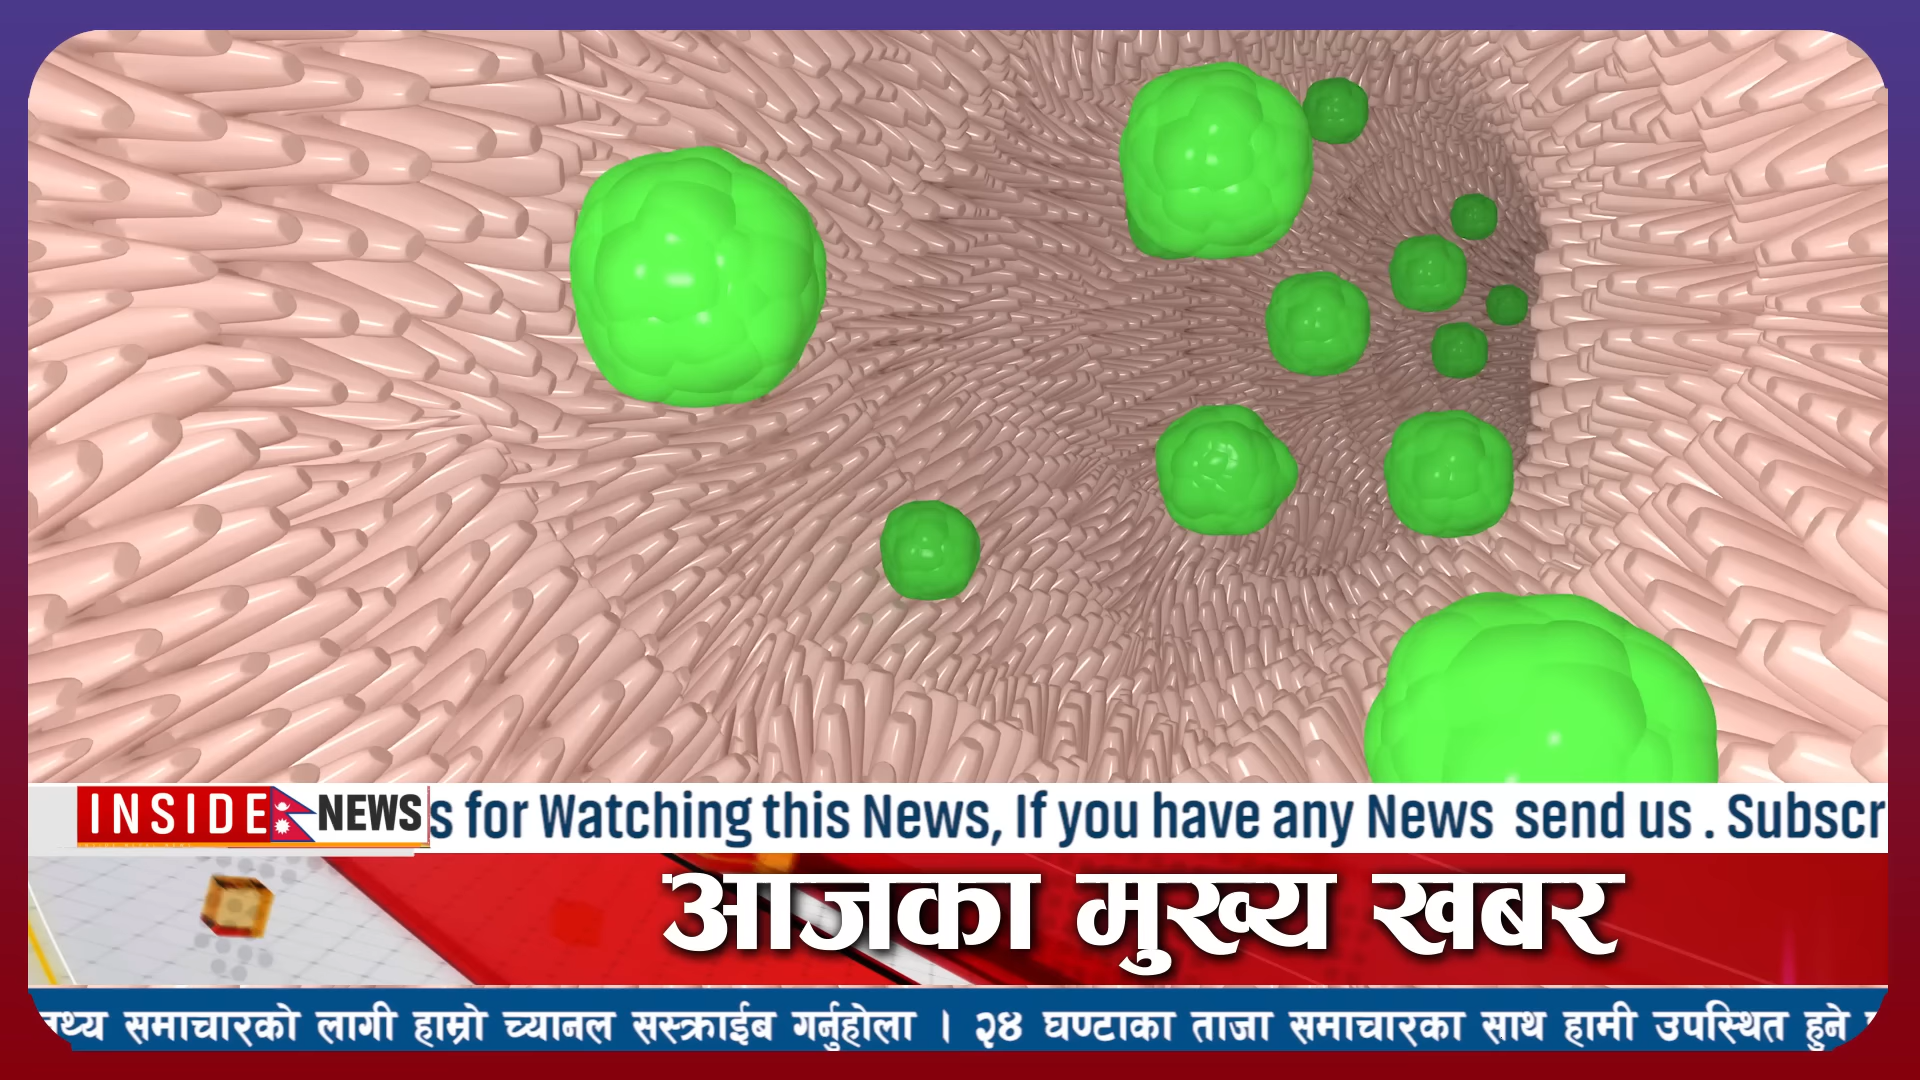 INSIDE NEWS s for Watching this News, If you have any News send us . Subscr
आजका मुख्य खबर
समाचारको लागी हाम्रो च्यानल सस्क्राईब गर्नुहोला । २४ घण्टाका ताजा समाचारका साथ हामी उपस्थित हुने